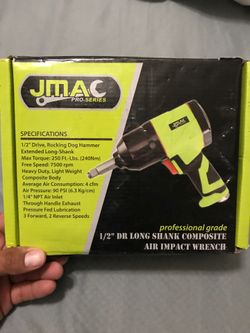 JMAC
PRO.SERIES
SPECIFICATIONS
1/2" Drive, Rocking Dog Hammer
Extended Long-Shank
Max Torque: 250 Ft.-Lbs. (240Nm)
Free Speed: 7500 rpm
Heavy Duty, Light Weight
Composite Body
Average Air Consumption: 4 cfm
Air Pressure: 90 PSI (6.3 Kg/cm)
1/4" NPT Air Inlet
Through Handle Exhaust
Pressure Fed Lubrication
3 Forward, 2 Reverse Speeds
JMAC
professional grade
1/2" DR LONG SHANK COMPOSITE
AIR IMPACT WRENCH